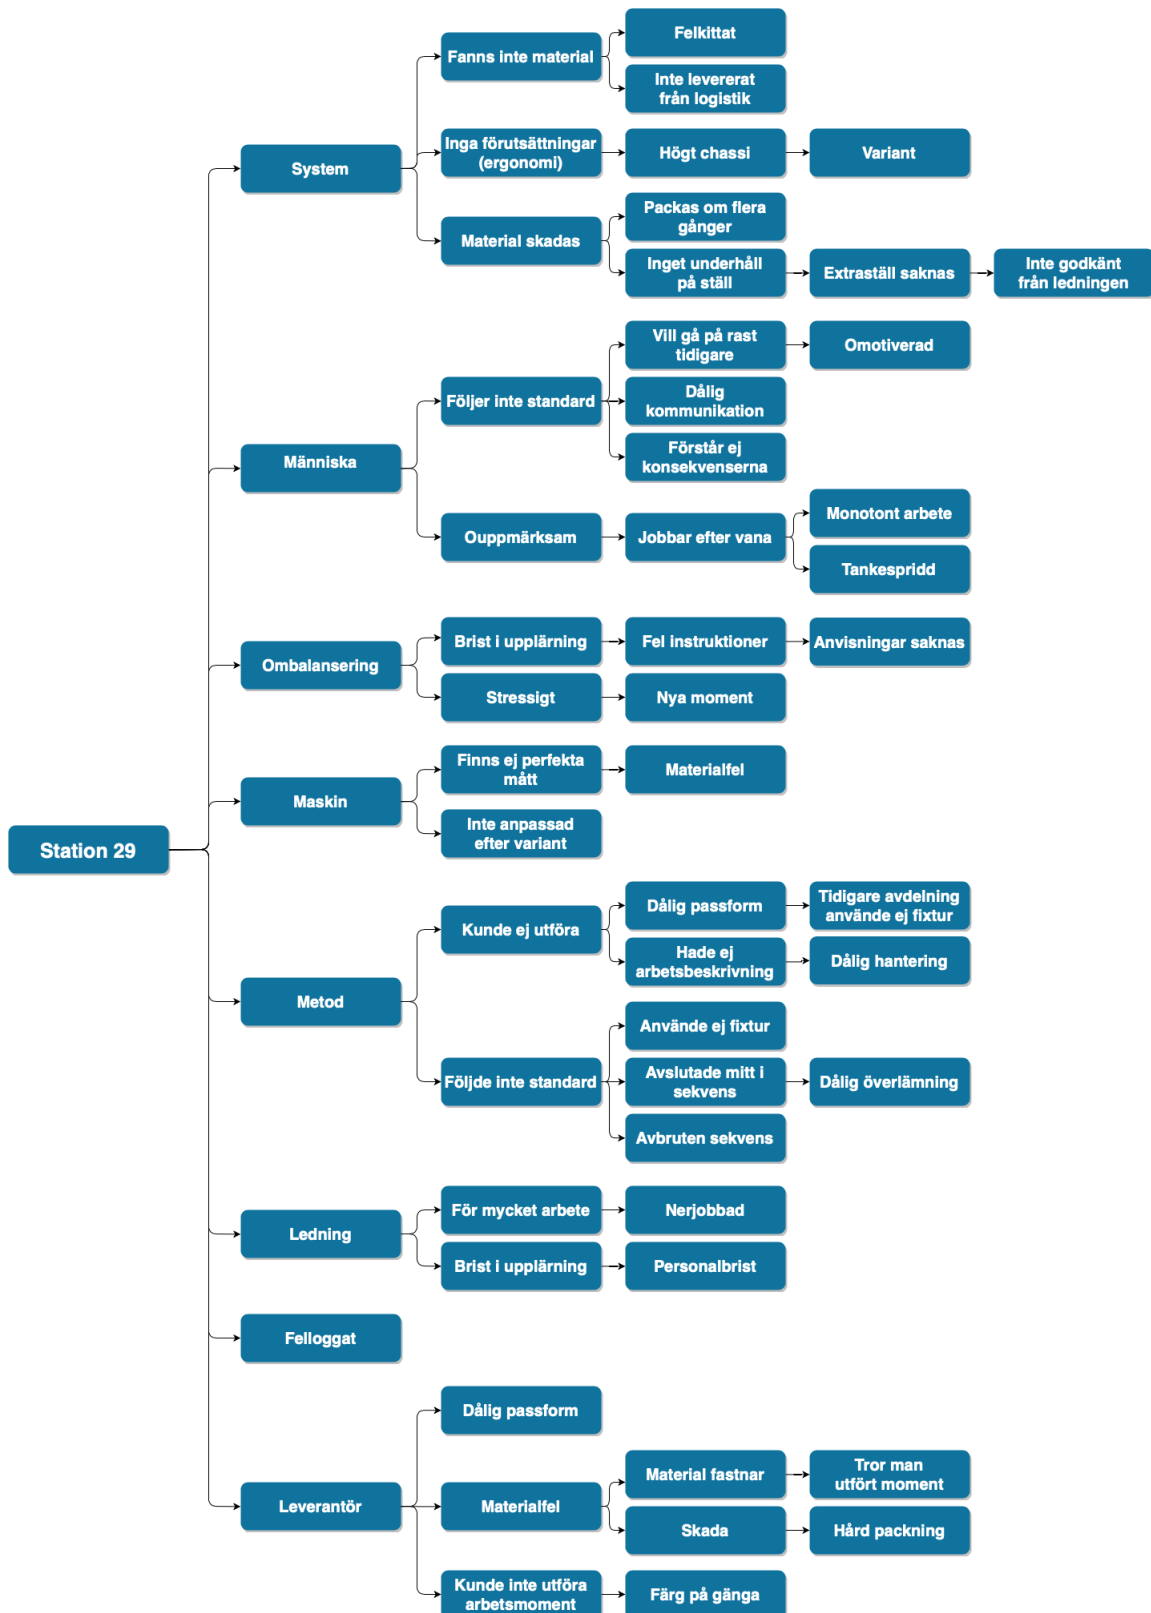 Station 29
System
Fanns inte material
Felkittat
Inte levererat
från logistik
Inga förutsättningar
(ergonomi)
Högt chassi
Variant
Material skadas
Packas om flera
gånger
Inget underhåll
på ställ
Extraställ saknas
Inte godkänt
från ledningen
Människa
Följer inte standard
Vill gå på rast
tidigare
Omotiverad
Dålig
kommunikation
Förstår ej
konsekvenserna
Ouppmärksam
Jobbar efter vana
Monotont arbete
Tankespridd
Ombalansering
Brist i upplärning
Fel instruktioner
Anvisningar saknas
Stressigt
Nya moment
Maskin
Finns ej perfekta
mått
Materialfel
Inte anpassad
efter variant
Metod
Kunde ej utföra
Dålig passform
Tidigare avdelning
använde ej fixtur
Hade ej
arbetsbeskrivning
Dålig hantering
Följde inte standard
Använde ej fixtur
Avslutade mitt i
sekvens
Dålig överlämning
Avbruten sekvens
Ledning
För mycket arbete
Nerjobbad
Brist i upplärning
Personalbrist
Felloggat
Leverantör
Dålig passform
Materialfel
Material fastnar
Tror man
utfört moment
Skada
Hård packning
Kunde inte utföra
arbetsmoment
Färg på gänga